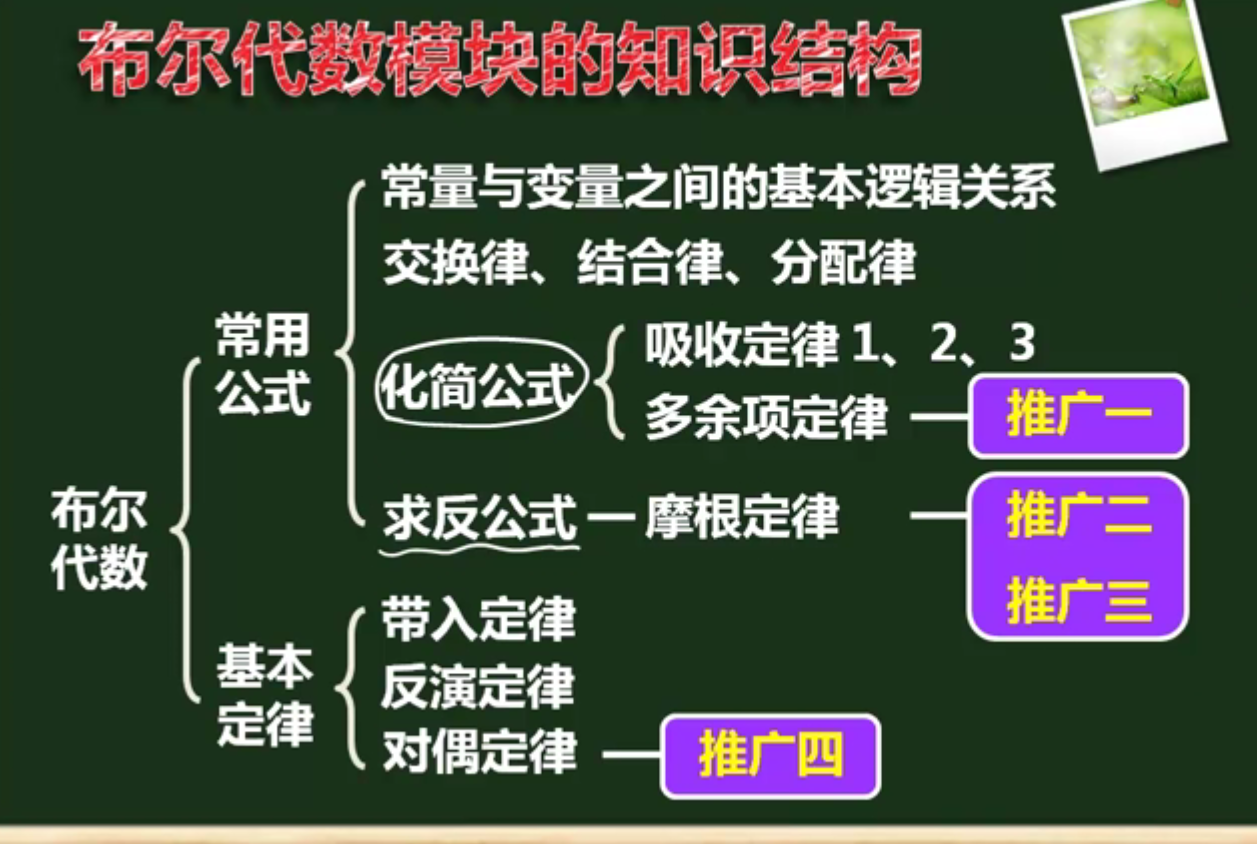 布尔代数模块的知识结构
常量与变量之间的基本逻辑关系
交换律、结合律、分配律
常用
公式
化简公式
吸收定律 1、2、3
多余项定律
推广一
布尔
代数
求反公式
摩根定律
推广二
推广三
基本
定律
带入定律
反演定律
对偶定律
推广四